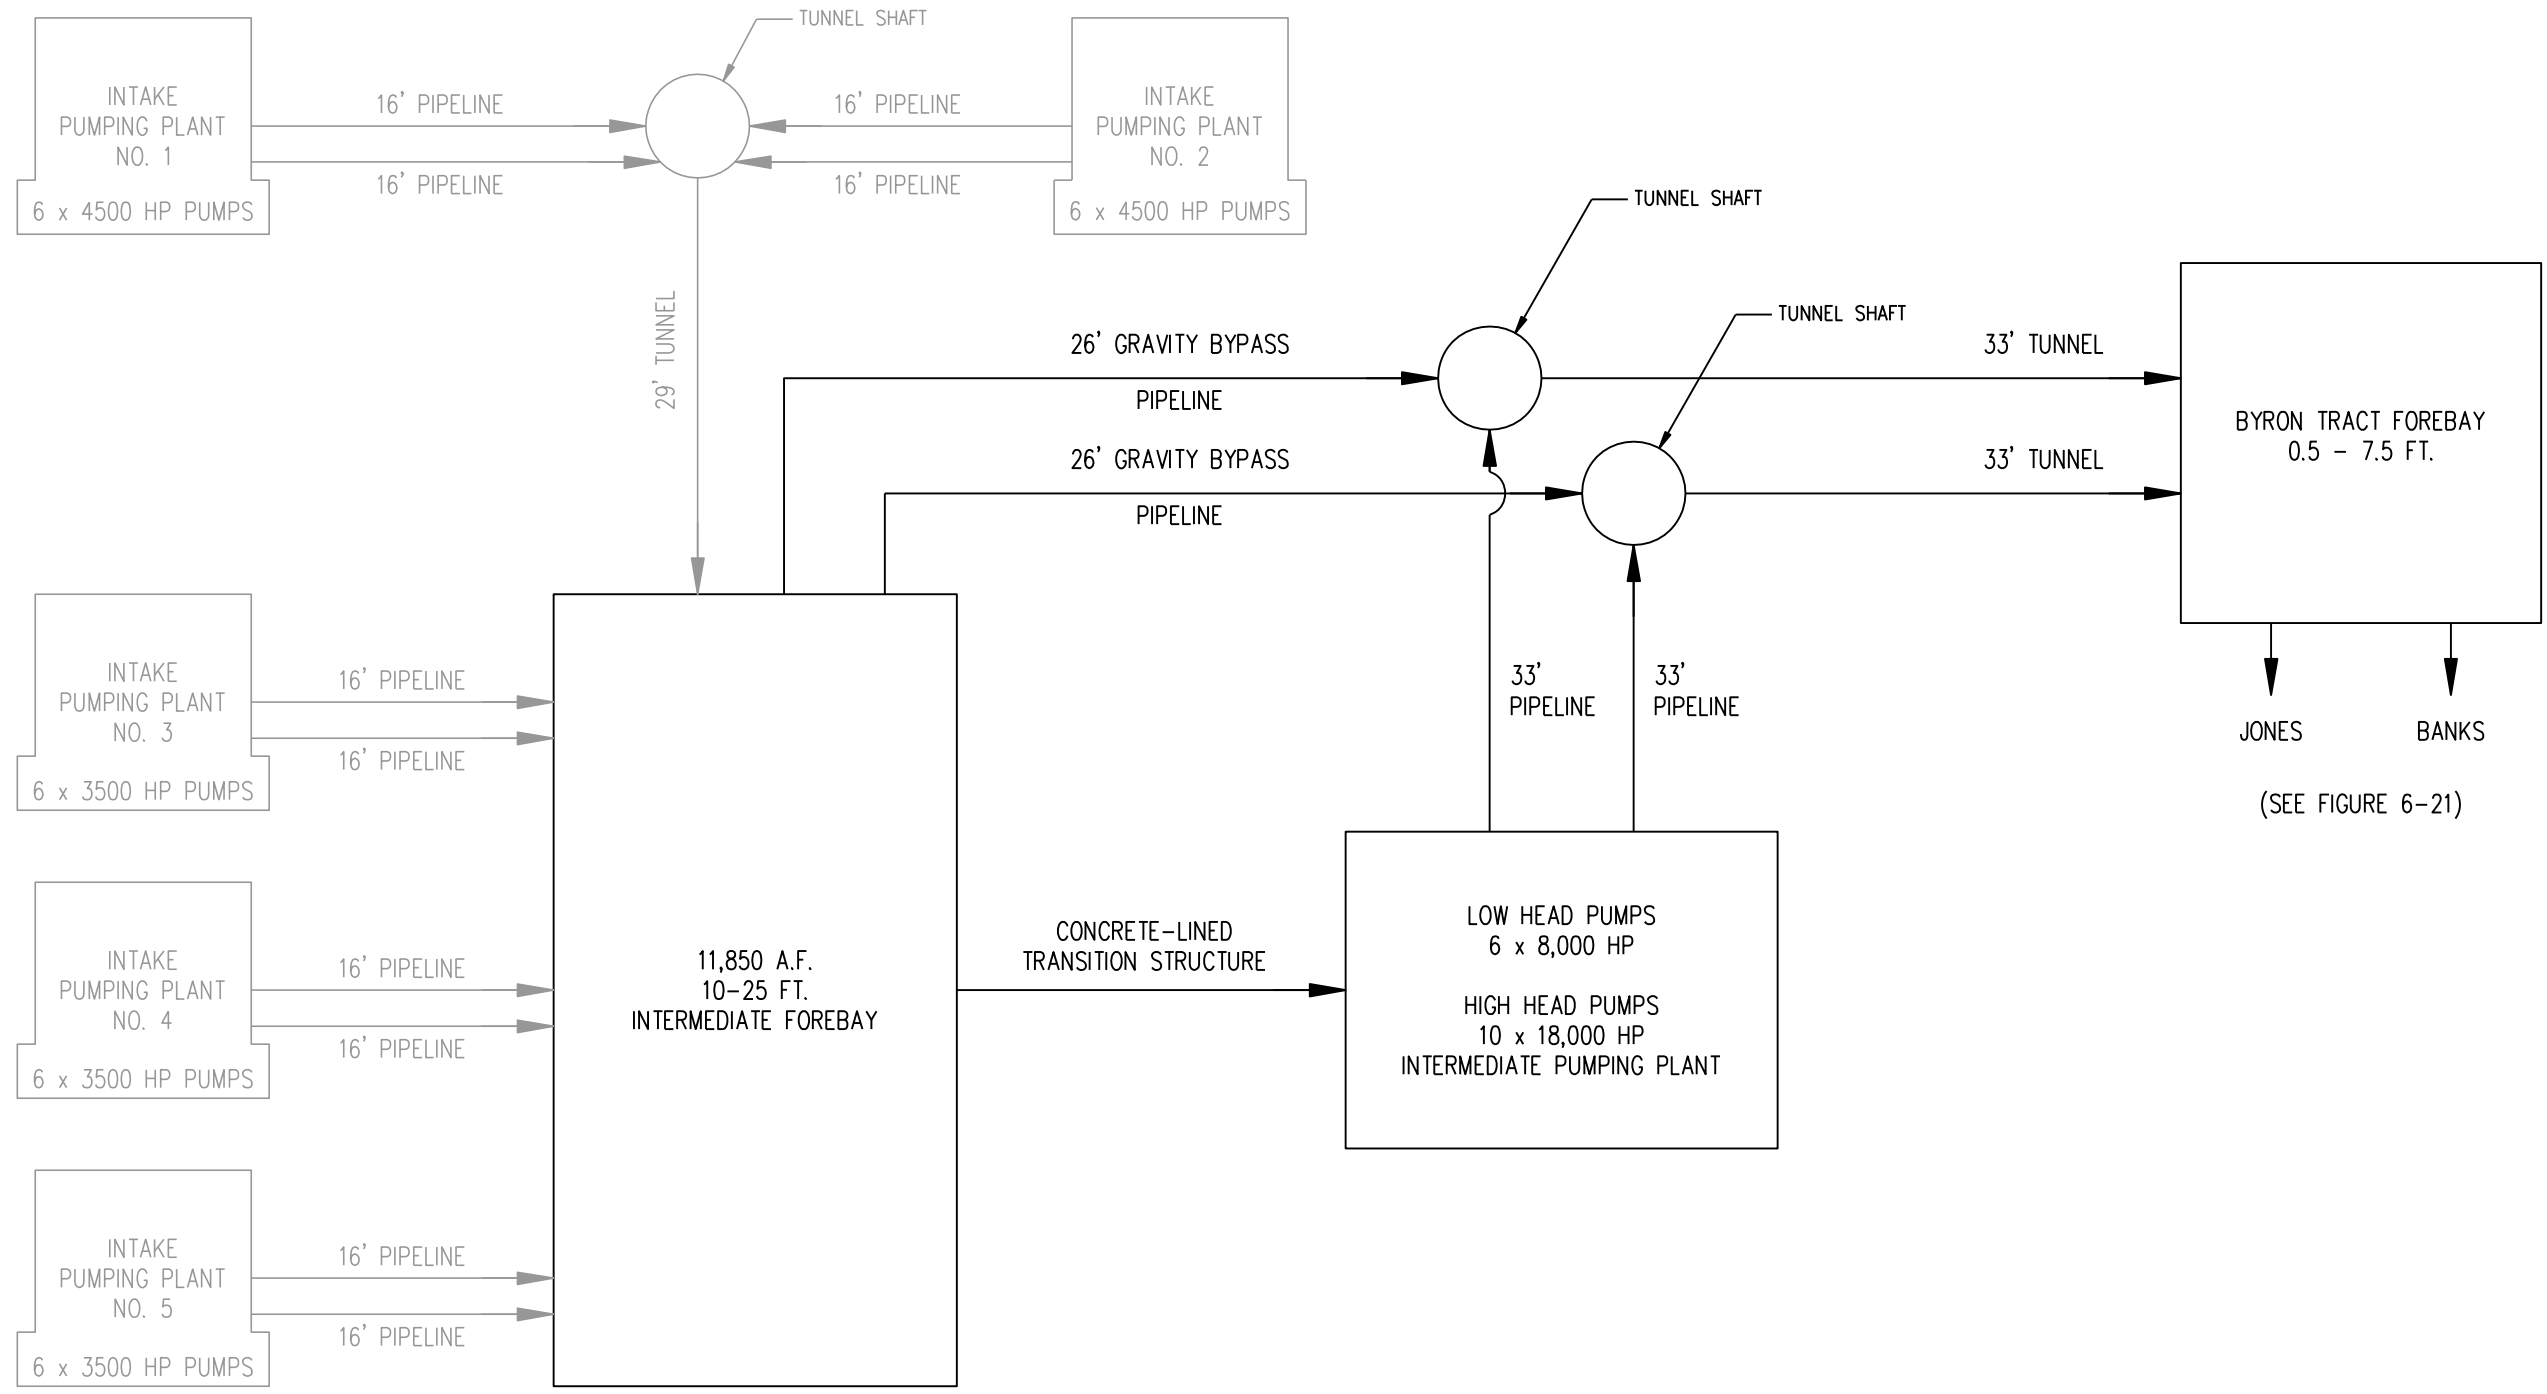 TUNNEL SHAFT
INTAKE
PUMPING PLANT
NO. 1
6 x 4500 HP PUMPS
16' PIPELINE
16' PIPELINE
16' PIPELINE
16' PIPELINE
INTAKE
PUMPING PLANT
NO. 2
6 x 4500 HP PUMPS
29' TUNNEL
TUNNEL SHAFT
TUNNEL SHAFT
26' GRAVITY BYPASS
PIPELINE
26' GRAVITY BYPASS
PIPELINE
33' TUNNEL
33' TUNNEL
BYRON TRACT FOREBAY
0.5 - 7.5 FT.
JONES
BANKS
(SEE FIGURE 6-21)
33'
PIPELINE
33'
PIPELINE
INTAKE
PUMPING PLANT
NO. 3
6 x 3500 HP PUMPS
16' PIPELINE
16' PIPELINE
INTAKE
PUMPING PLANT
NO. 4
6 x 3500 HP PUMPS
16' PIPELINE
16' PIPELINE
11,850 A.F.
10-25 FT.
INTERMEDIATE FOREBAY
CONCRETE-LINED
TRANSITION STRUCTURE
LOW HEAD PUMPS
6 x 8,000 HP
HIGH HEAD PUMPS
10 x 18,000 HP
INTERMEDIATE PUMPING PLANT
INTAKE
PUMPING PLANT
NO. 5
6 x 3500 HP PUMPS
16' PIPELINE
16' PIPELINE